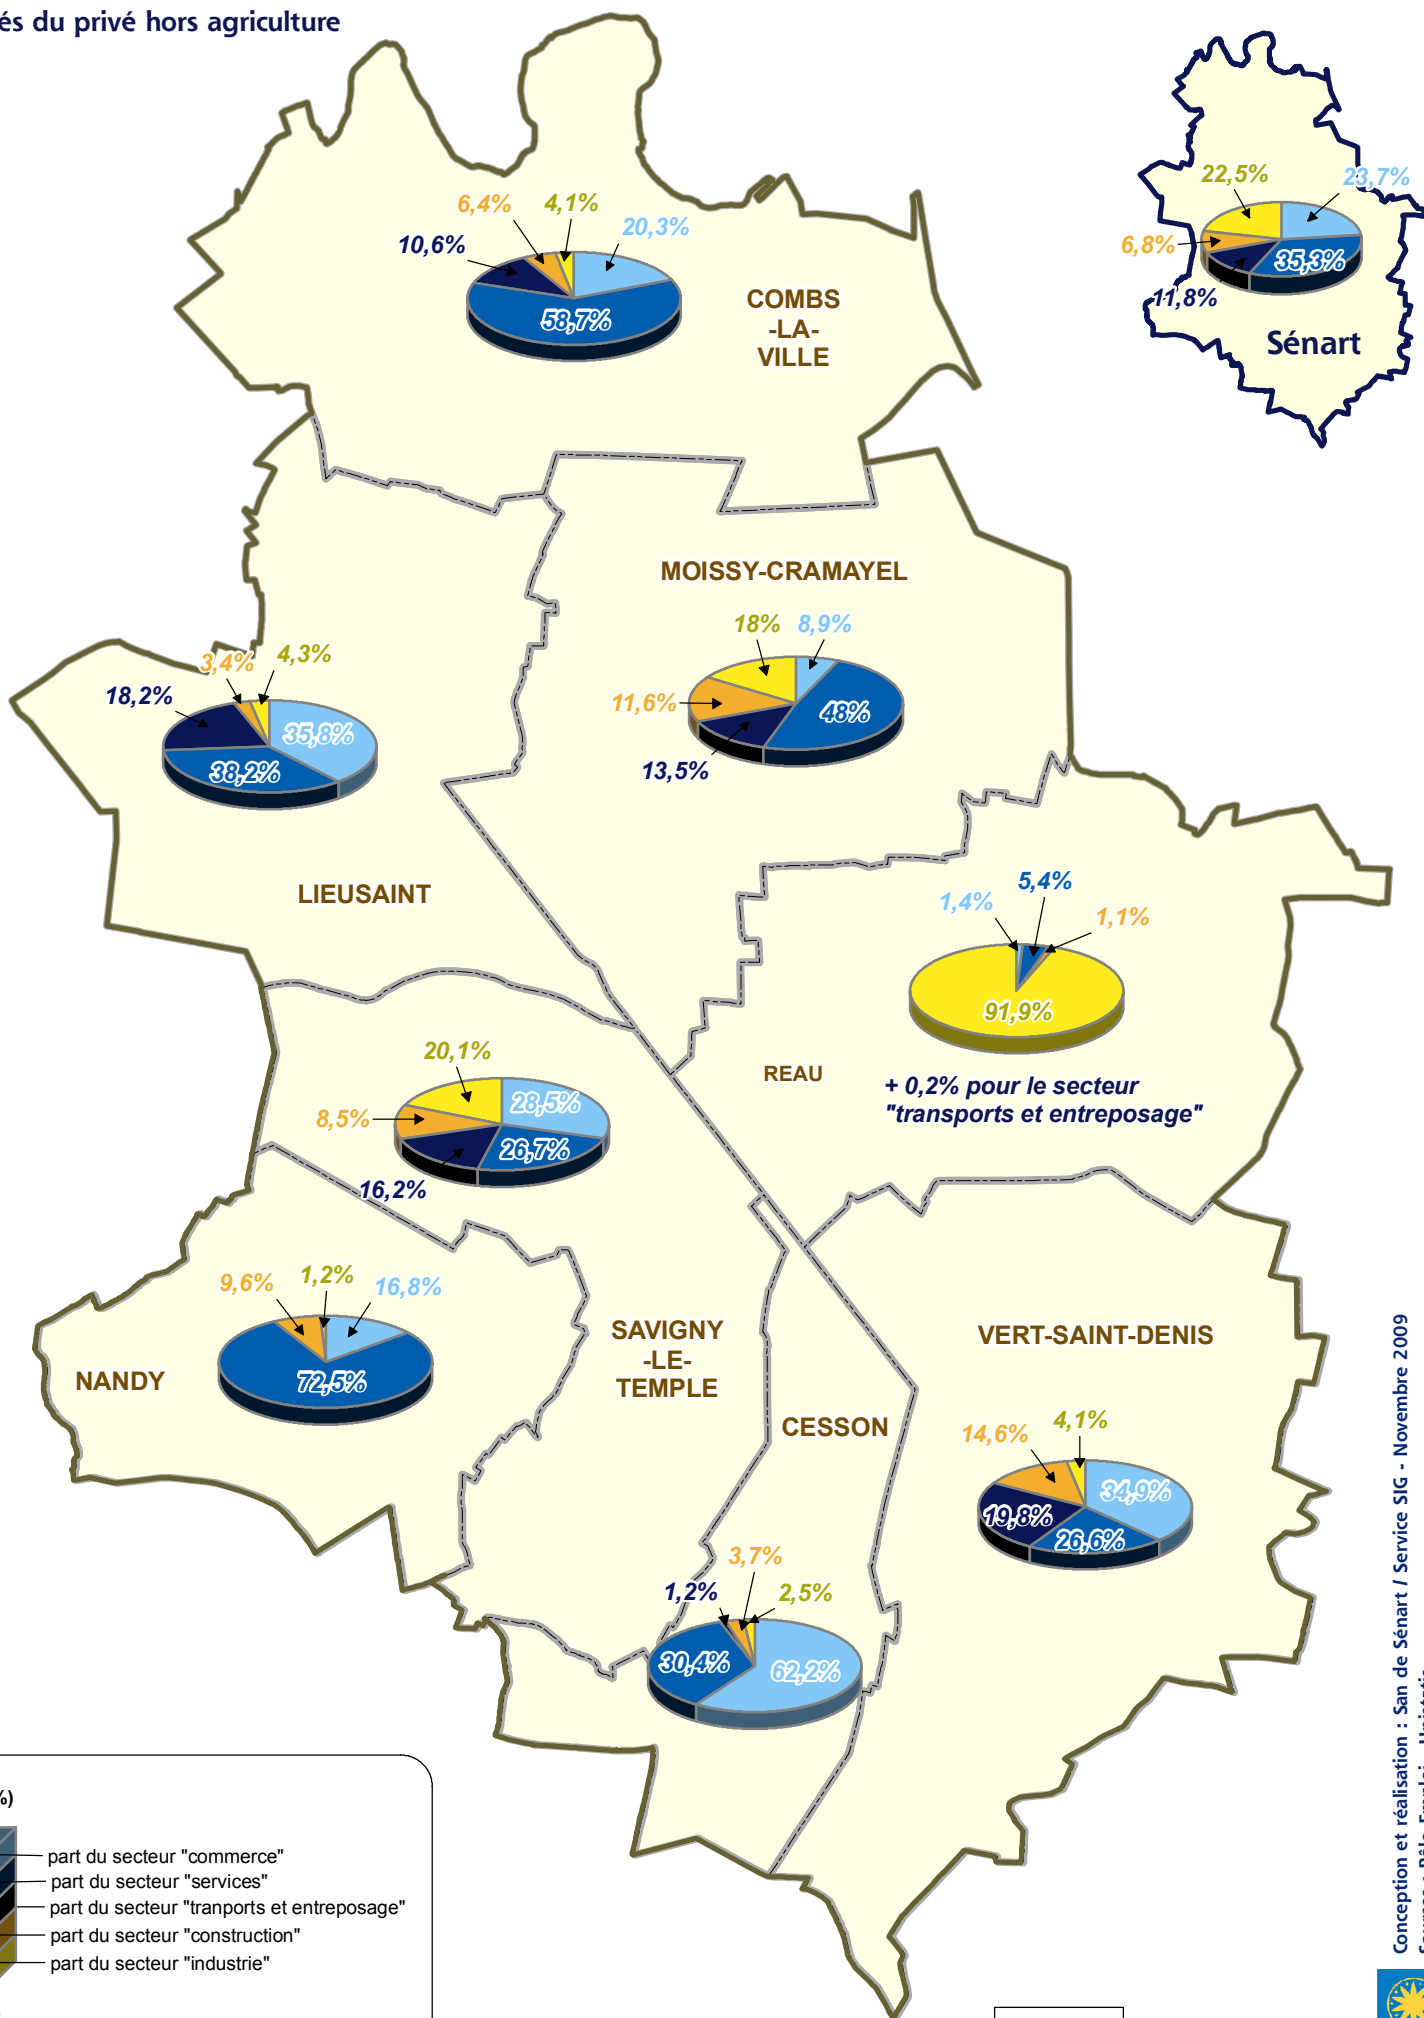 és du privé hors agriculture
22,5%
23,7%
6,8%
35,3%
11,8%
Sénart
6,4%
4,1%
20,3%
10,6%
58,7%
COMBS
-LA-
VILLE
MOISSY-CRAMAYEL
18%
8,9%
11,6%
48%
13,5%
3,4%
4,3%
18,2%
35,8%
38,2%
LIEUSAINT
5,4%
1,4%
1,1%
91,9%
REAU
+ 0,2% pour le secteur
"transports et entreposage"
20,1%
28,5%
8,5%
26,7%
16,2%
9,6%
1,2%
16,8%
72,5%
NANDY
SAVIGNY
-LE-
TEMPLE
CESSON
VERT-SAINT-DENIS
14,6%
4,1%
34,9%
19,8%
26,6%
3,7%
1,2%
2,5%
30,4%
62,2%
%)
part du secteur "commerce"
part du secteur "services"
part du secteur "tranports et entreposage"
part du secteur "construction"
part du secteur "industrie"
Conception et réalisation : San de Sénart / Service SIG - Novembre 2009